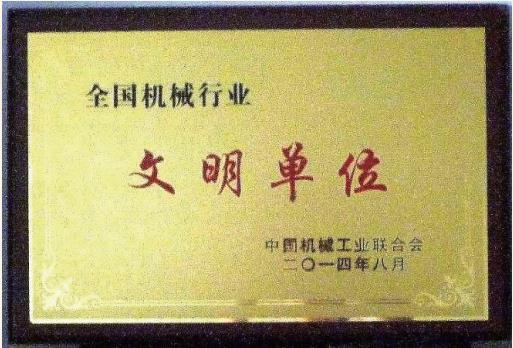 全国机械行业
文明单位
中国机械工业联合会
二〇一四年八月